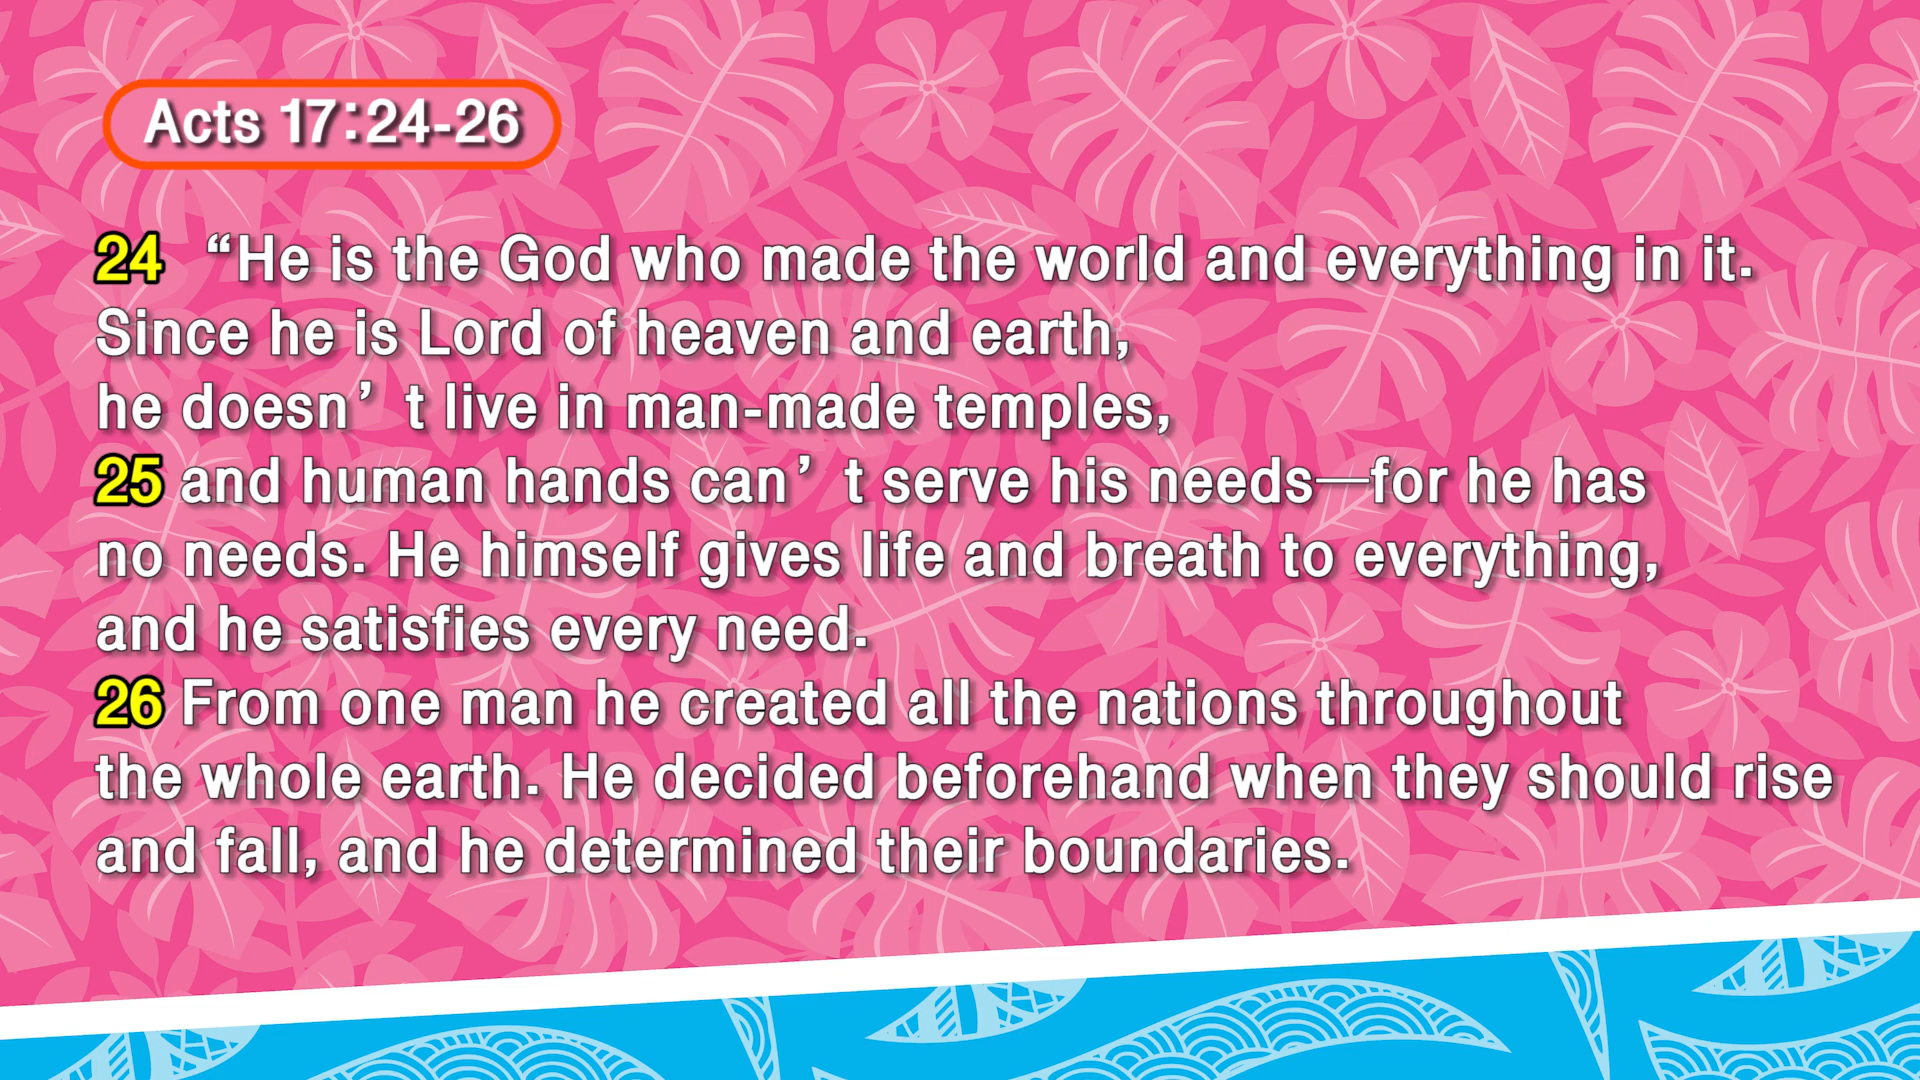 Acts 17:24-26
24 “He is the God who made the world and everything in it.
Since he is Lord of heaven and earth,
he doesn’ t live in man-made temples,
25 and human hands can’ t serve his needs—for he has
no needs. He himself gives life and breath to everything,
and he satisfies every need.
26 From one man he created all the nations throughout
the whole earth. He decided beforehand when they should rise
and fall, and he determined their boundaries.